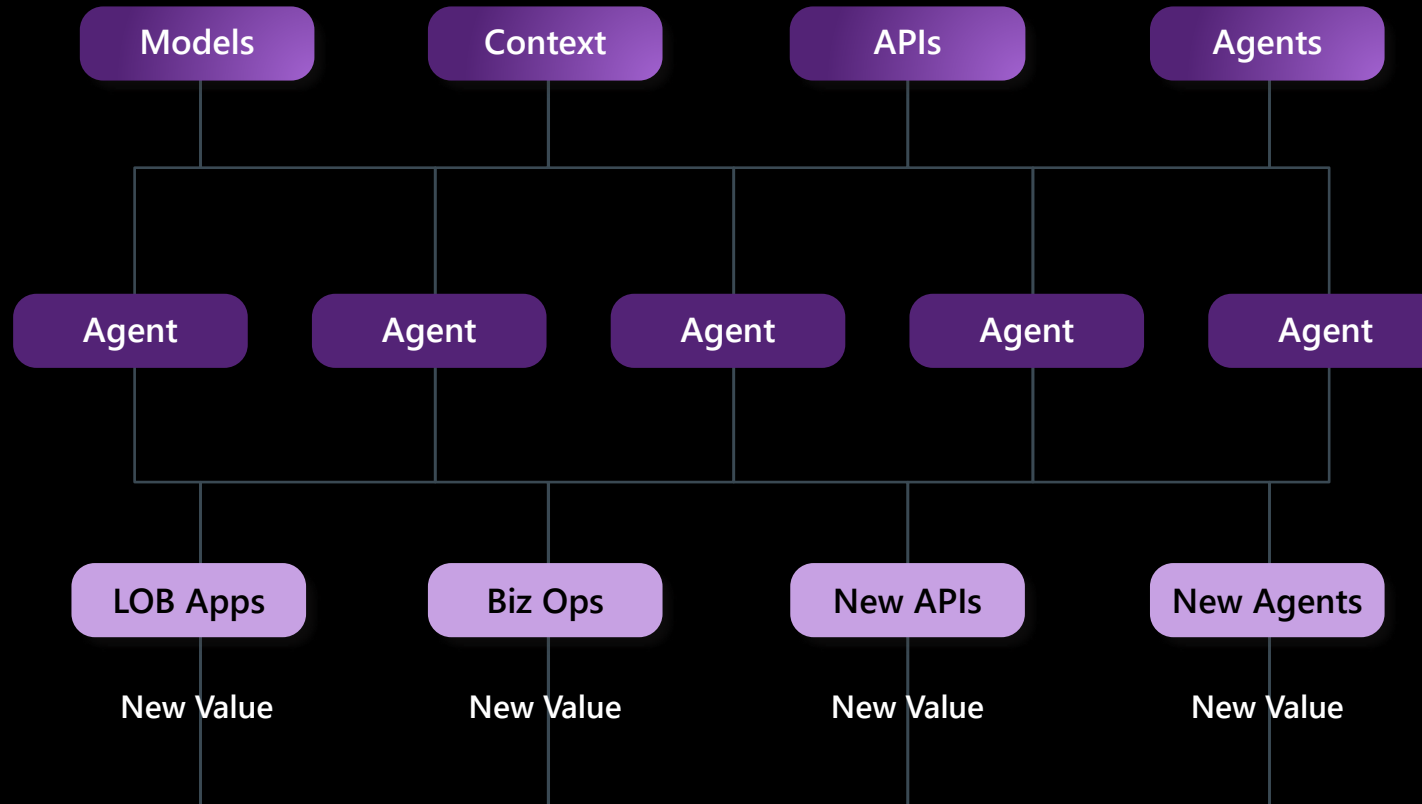 Models
Context
APIs
Agents
Agent
Agent
Agent
Agent
Agent
LOB Apps
Biz Ops
New APIs
New Agents
New Value
New Value
New Value
New Value